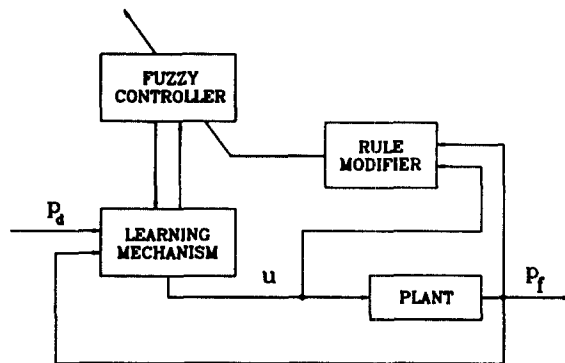 FUZZY
CONTROLLER
RULE
MODIFIER
P_d
LEARNING
MECHANISM
u
PLANT
P_f